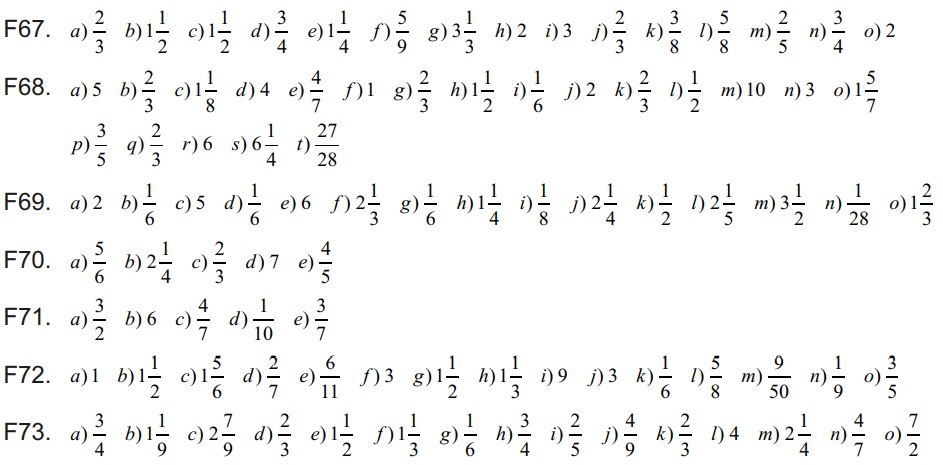 F67. a) 2/3 b) 1 1/2 c) 1 1/2 d) 3/4 e) 1 1/4 f) 5/9 g) 3 1/3 h) 2 i) 3 j) 2/3 k) 3/8 l) 5/8 m) 2/5 n) 3/4 o) 2
F68. a) 5 b) 2/3 c) 1 1/8 d) 4 e) 4/7 f) 1 g) 2/3 h) 1 1/2 i) 1/6 j) 2 k) 2/3 l) 1/2 m) 10 n) 3 o) 1 5/7
p) 3/5 q) 2/3 r) 6 s) 6 1/4 t) 27/28
F69. a) 2 b) 1/6 c) 5 d) 1/6 e) 6 f) 2 1/3 g) 1/6 h) 1 1/4 i) 1/8 j) 2 1/4 k) 1/2 l) 2 1/5 m) 3 1/2 n) 1/28 o) 1 2/3
F70. a) 5/6 b) 2 1/4 c) 2/3 d) 7 e) 4/5
F71. a) 3/2 b) 6 c) 4/7 d) 1/10 e) 3/7
F72. a) 1 b) 1 1/2 c) 1 5/6 d) 2/7 e) 6/11 f) 3 g) 1 1/2 h) 1 1/3 i) 9 j) 3 k) 1/6 l) 5/8 m) 9/50 n) 1/9 o) 3/5
F73. a) 3/4 b) 1 1/9 c) 2 7/9 d) 2/3 e) 1 1/2 f) 1 1/3 g) 1/6 h) 3/4 i) 2/5 j) 4/9 k) 2/3 l) 4 m) 2 1/4 n) 4/7 o) 7/2